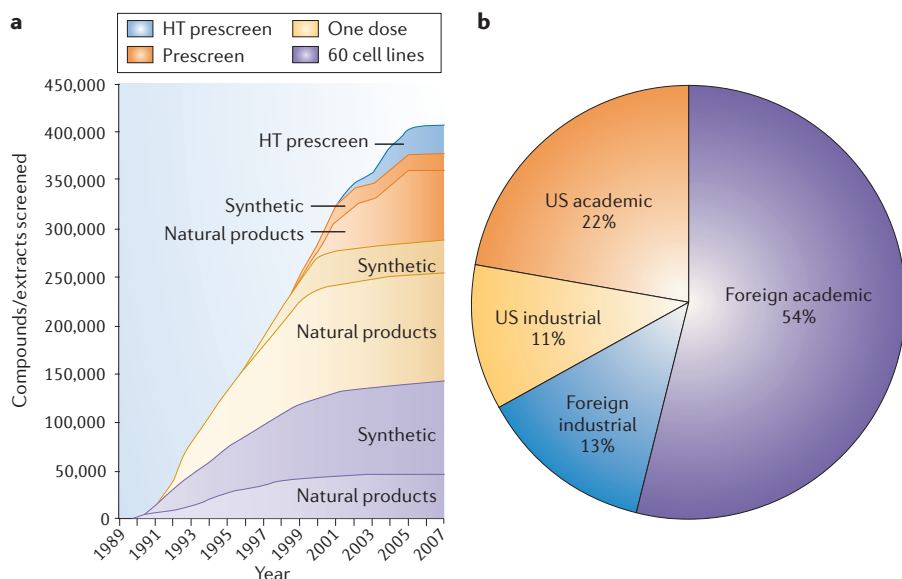 a
HT prescreen
One dose
Prescreen
60 cell lines
450,000
400,000
350,000
300,000
250,000
200,000
150,000
100,000
50,000
0
Compounds/extracts screened
HT prescreen
Synthetic
Natural products
Synthetic
Natural products
Synthetic
Natural products
1989
1991
1993
1995
1997
1999
2001
2003
2005
2007
Year
b
US academic
22%
Foreign academic
54%
US industrial
11%
Foreign
industrial
13%